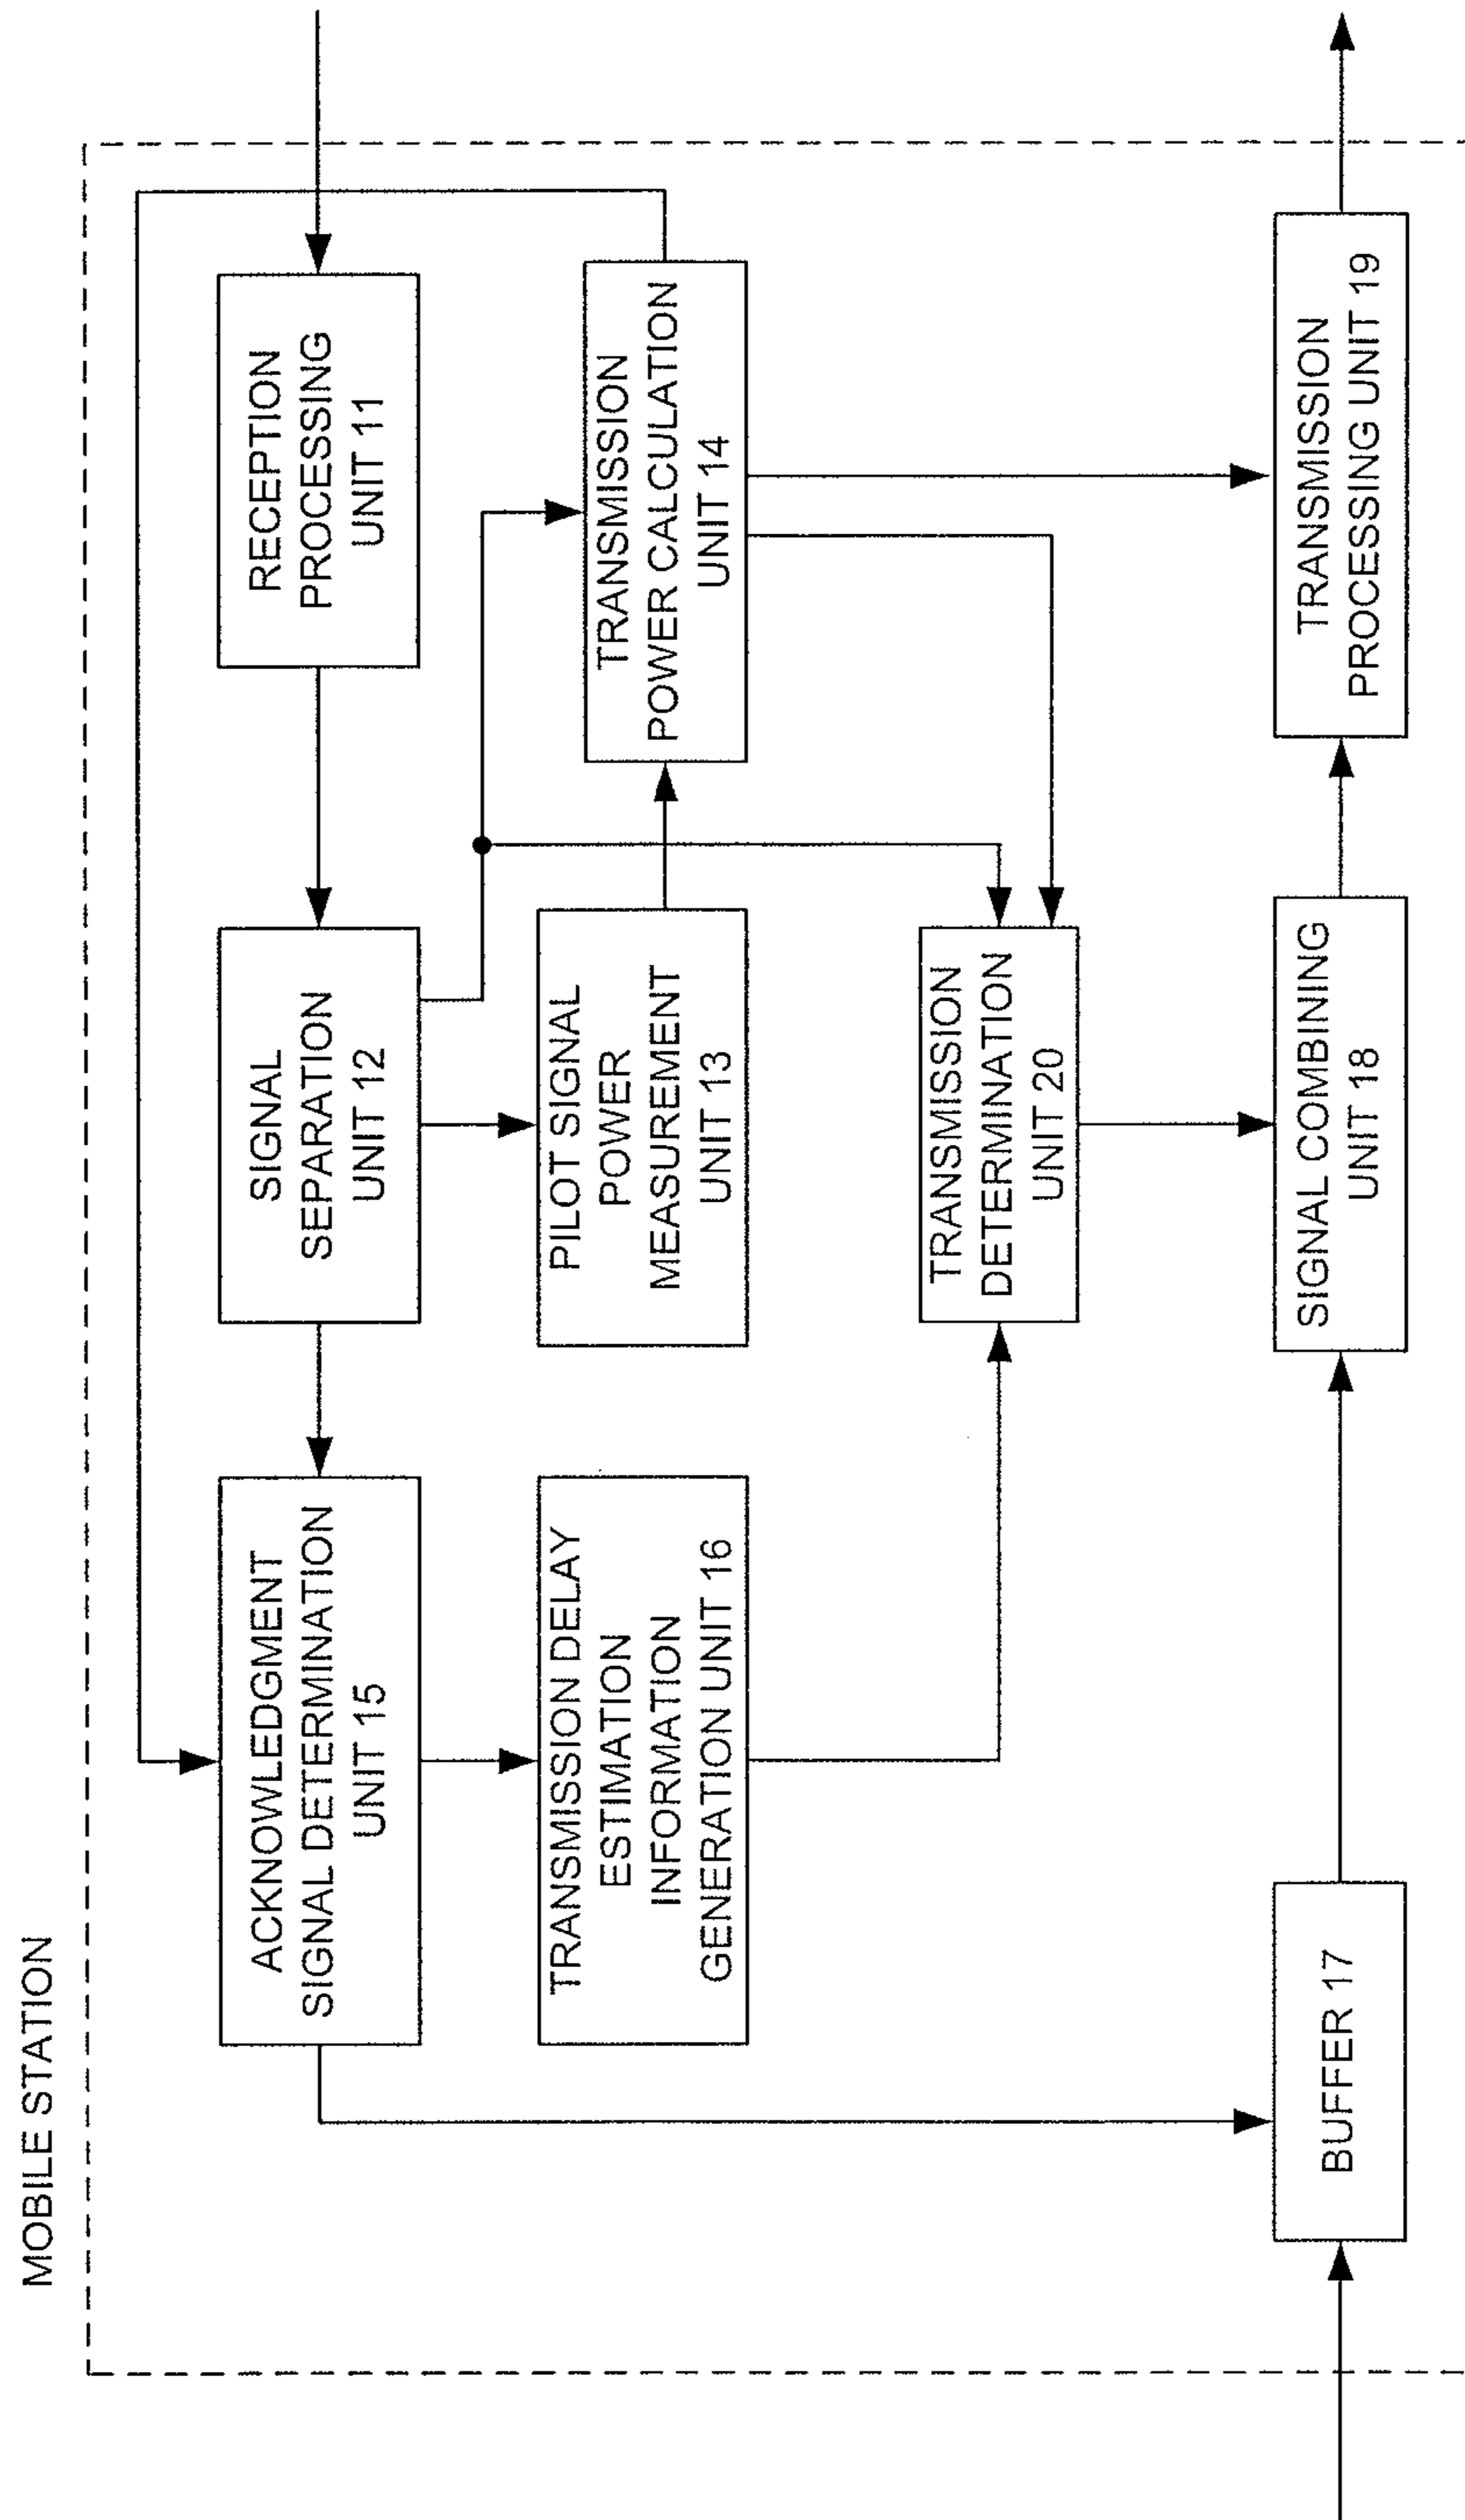 MOBILE STATION
ACKNOWLEDGMENT
SIGNAL DETERMINATION
UNIT 15
SIGNAL
SEPARATION
UNIT 12
RECEPTION
PROCESSING
UNIT 11
TRANSMISSION DELAY
ESTIMATION
INFORMATION
GENERATION UNIT 16
PILOT SIGNAL
POWER
MEASUREMENT
UNIT 13
TRANSMISSION
POWER CALCULATION
UNIT 14
TRANSMISSION
DETERMINATION
UNIT 20
BUFFER 17
SIGNAL COMBINING
UNIT 18
TRANSMISSION
PROCESSING UNIT 19